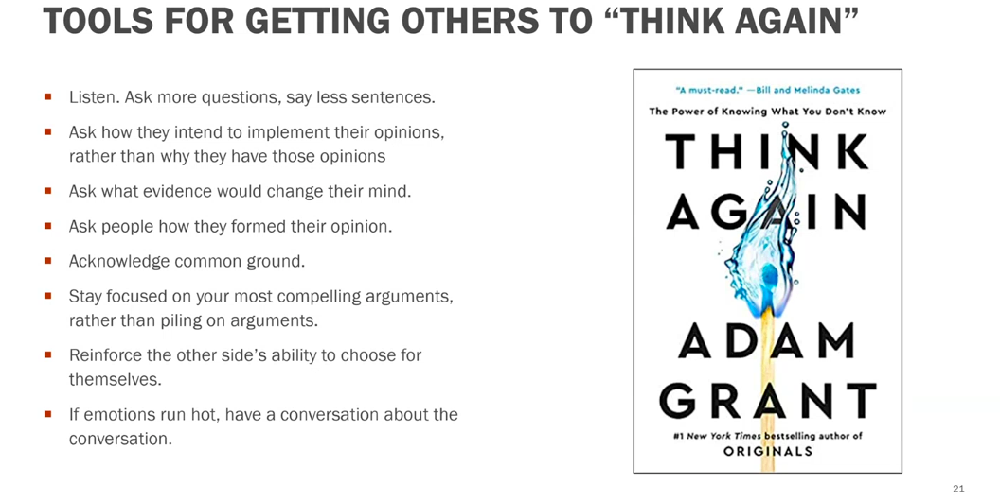 TOOLS FOR GETTING OTHERS TO “THINK AGAIN”
▪ Listen. Ask more questions, say less sentences.
▪ Ask how they intend to implement their opinions,
rather than why they have those opinions
▪ Ask what evidence would change their mind.
▪ Ask people how they formed their opinion.
▪ Acknowledge common ground.
▪ Stay focused on your most compelling arguments,
rather than piling on arguments.
▪ Reinforce the other side’s ability to choose for
themselves.
▪ If emotions run hot, have a conversation about the
conversation.
“A must-read.” —Bill and Melinda Gates
The Power of Knowing What You Don’t Know
THINK
AGAIN
ADAM
GRANT
#1 New York Times bestselling author of
ORIGINALS
21